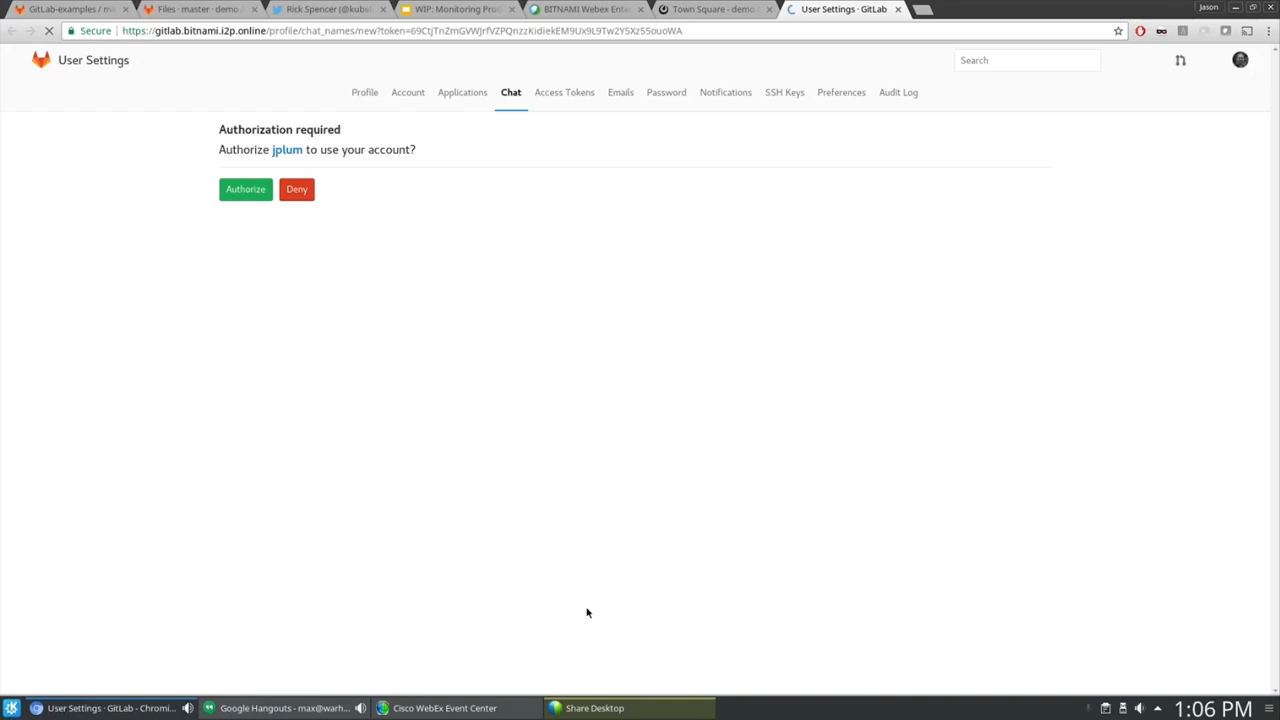 GitLab-examples / m
Files · master · demo
Rick Spencer (@kube
WIP: Monitoring Pro
BITNAMI Webex Ente
Town Square - demo
User Settings · GitLab
Jason
Secure
https://gitlab.bitnami.i2p.online/profile/chat_names/new?token=69CtjTnZmGVWJrfVZPQnzzKidiekEM9Ux9L9Tw2Y5Xz55ouoWA
User Settings
Search
Profile
Account
Applications
Chat
Access Tokens
Emails
Password
Notifications
SSH Keys
Preferences
Audit Log
Authorization required
Authorize jplum to use your account?
Authorize
Deny
User Settings · GitLab - Chromi...
Google Hangouts - max@warh...
Cisco WebEx Event Center
Share Desktop
1:06 PM